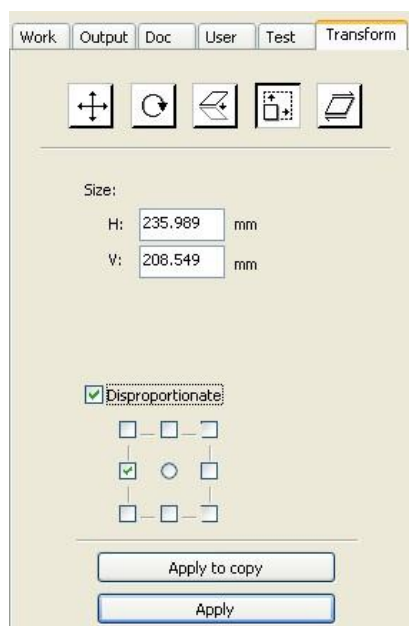 Work Output Doc User Test Transform
Size:
H: 235.989 mm
V: 208.549 mm
Disproportionate
Apply to copy
Apply